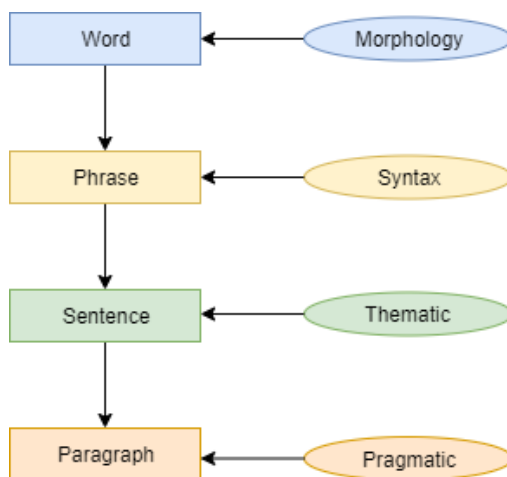 Word
Morphology
Phrase
Syntax
Sentence
Thematic
Paragraph
Pragmatic